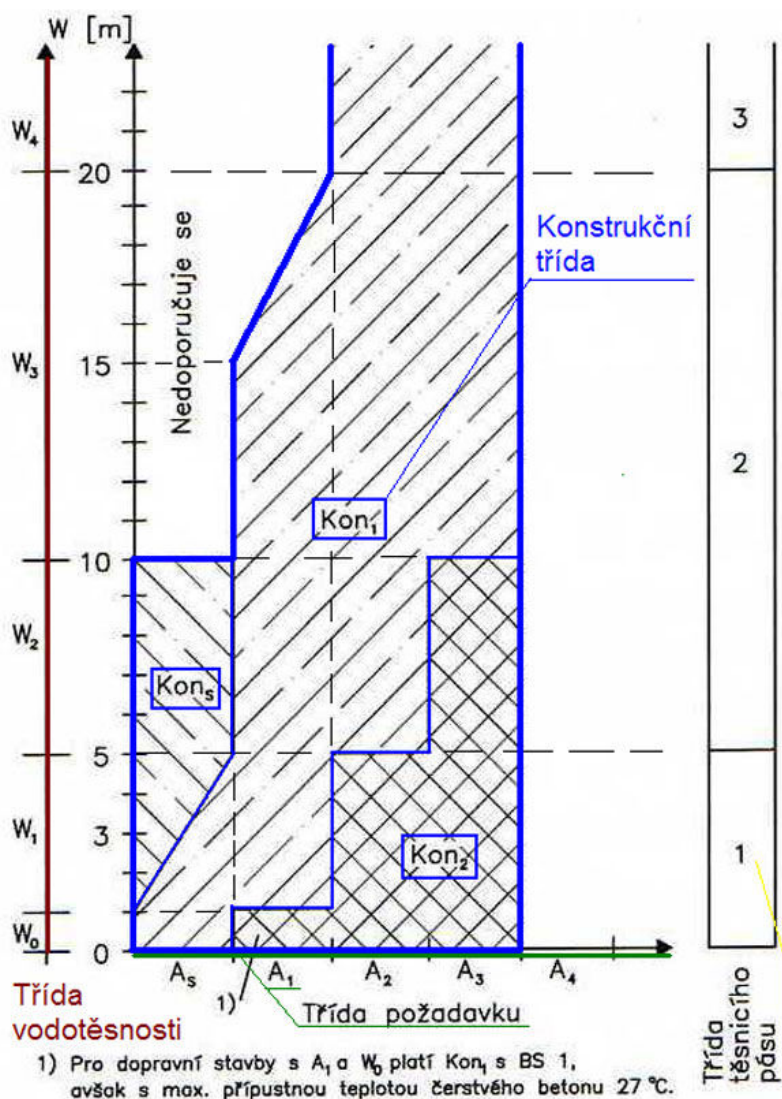 W [m]
W₄
20
3
Nedoporučuje se
Konstrukční
třída
W₃
15
2
Kon₁
10
W₂
Konₛ
5
W₁
3
Kon₂
1
W₀
0
Aₛ
A₁
A₂
A₃
A₄
1)
Třída
vodotěsnosti
Třída požadavku
Třída
těsnicího
pásu
1) Pro dopravní stavby s A₁ a W₀ platí Kon₁ s BS 1,
avšak s max. přípustnou teplotou čerstvého betonu 27 °C.